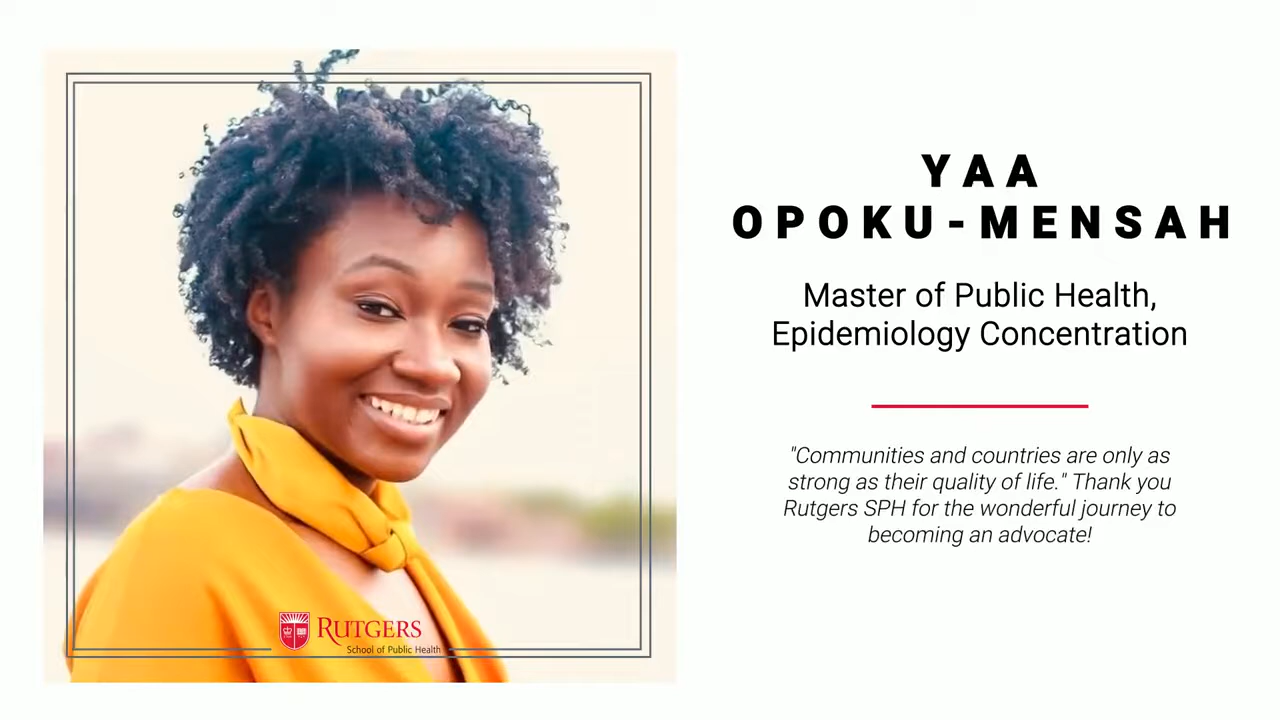 YAA
OPOKU-MENSAH
Master of Public Health,
Epidemiology Concentration
"Communities and countries are only as
strong as their quality of life." Thank you
Rutgers SPH for the wonderful journey to
becoming an advocate!
RUTGERS
School of Public Health